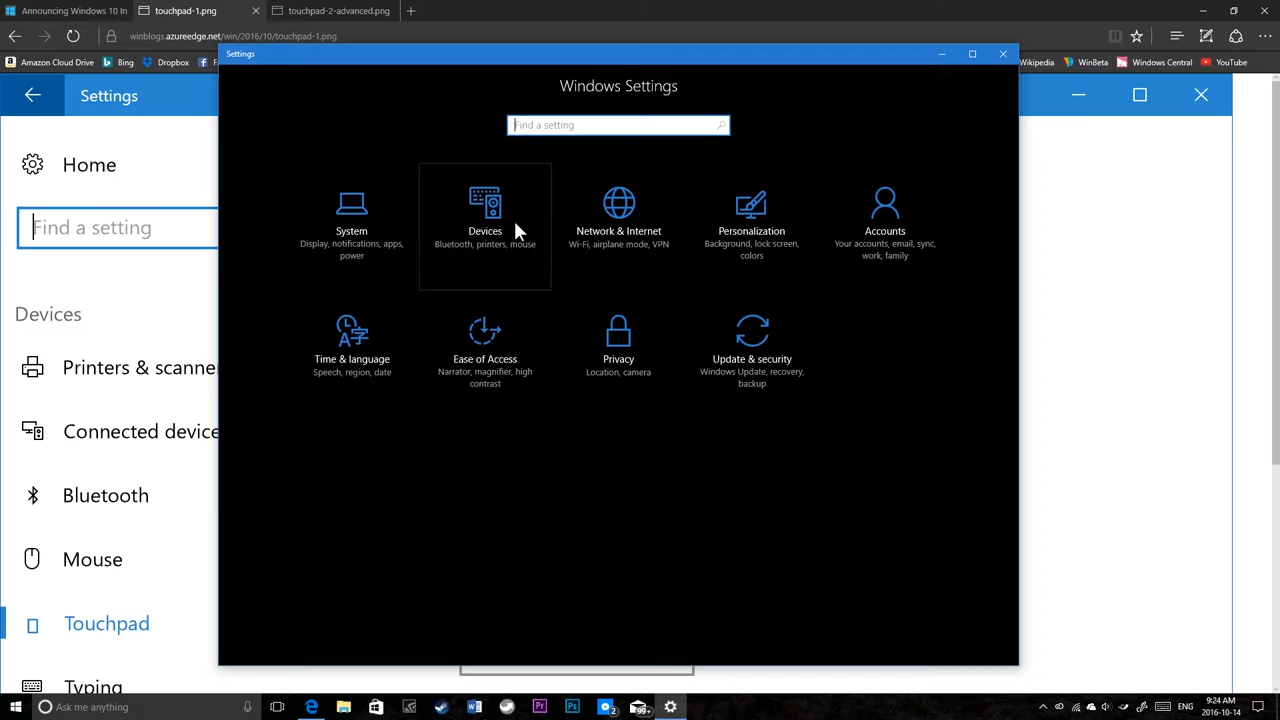 Announcing Windows 10 In
touchpad-1.png
touchpad-2-advanced.png
winblogs.azureedge.net/win/2016/10/touchpad-1.png
Amazon Cloud Drive
Bing
Dropbox
Wikipedia
WinBeta
Windows Central
YouTube
Settings
Windows Settings
Find a setting
System
Display, notifications, apps,
power
Devices
Bluetooth, printers, mouse
Network & Internet
Wi-Fi, airplane mode, VPN
Personalization
Background, lock screen,
colors
Accounts
Your accounts, email, sync,
work, family
Time & language
Speech, region, date
Ease of Access
Narrator, magnifier, high
contrast
Privacy
Location, camera
Update & security
Windows Update, recovery,
backup
Settings
Home
Find a setting
Devices
Printers & scanne
Connected device
Bluetooth
Mouse
Touchpad
Typing
Ask me anything
2
99+
ENG
9:24 AM
2016-10-14